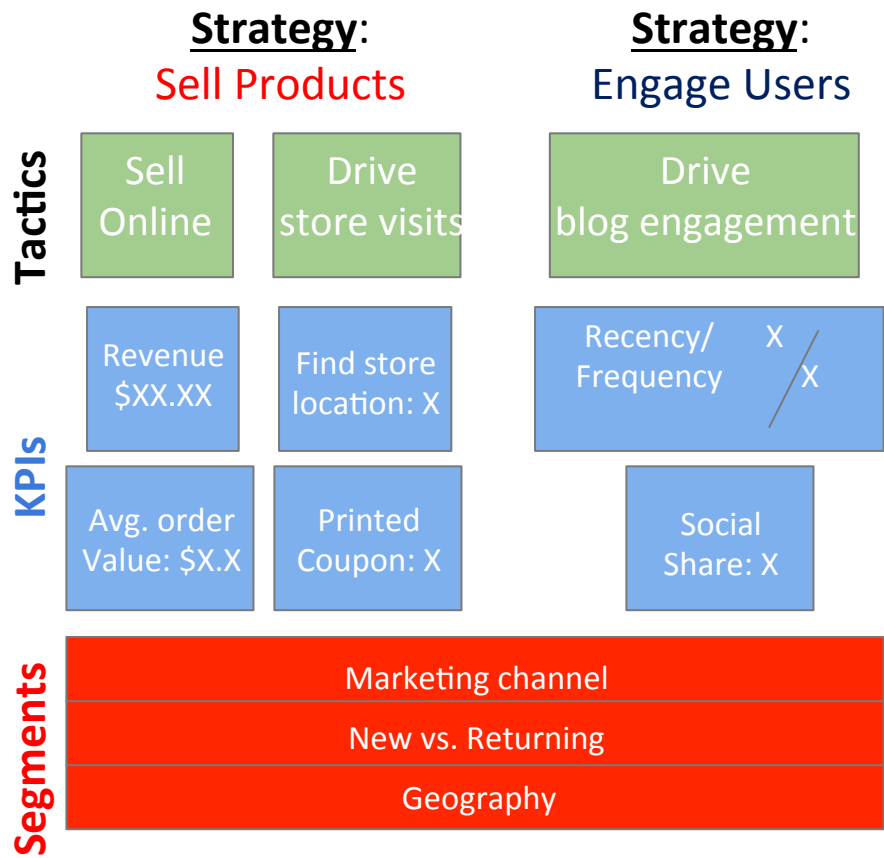 Strategy:
Sell Products
Strategy:
Engage Users
Tactics
Sell
Online
Drive
store visits
Drive
blog engagement
KPIs
Revenue
$XX.XX
Find store
location: X
Recency/ X
Frequency X
Avg. order
Value: $X.X
Printed
Coupon: X
Social
Share: X
Segments
Marketing channel
New vs. Returning
Geography